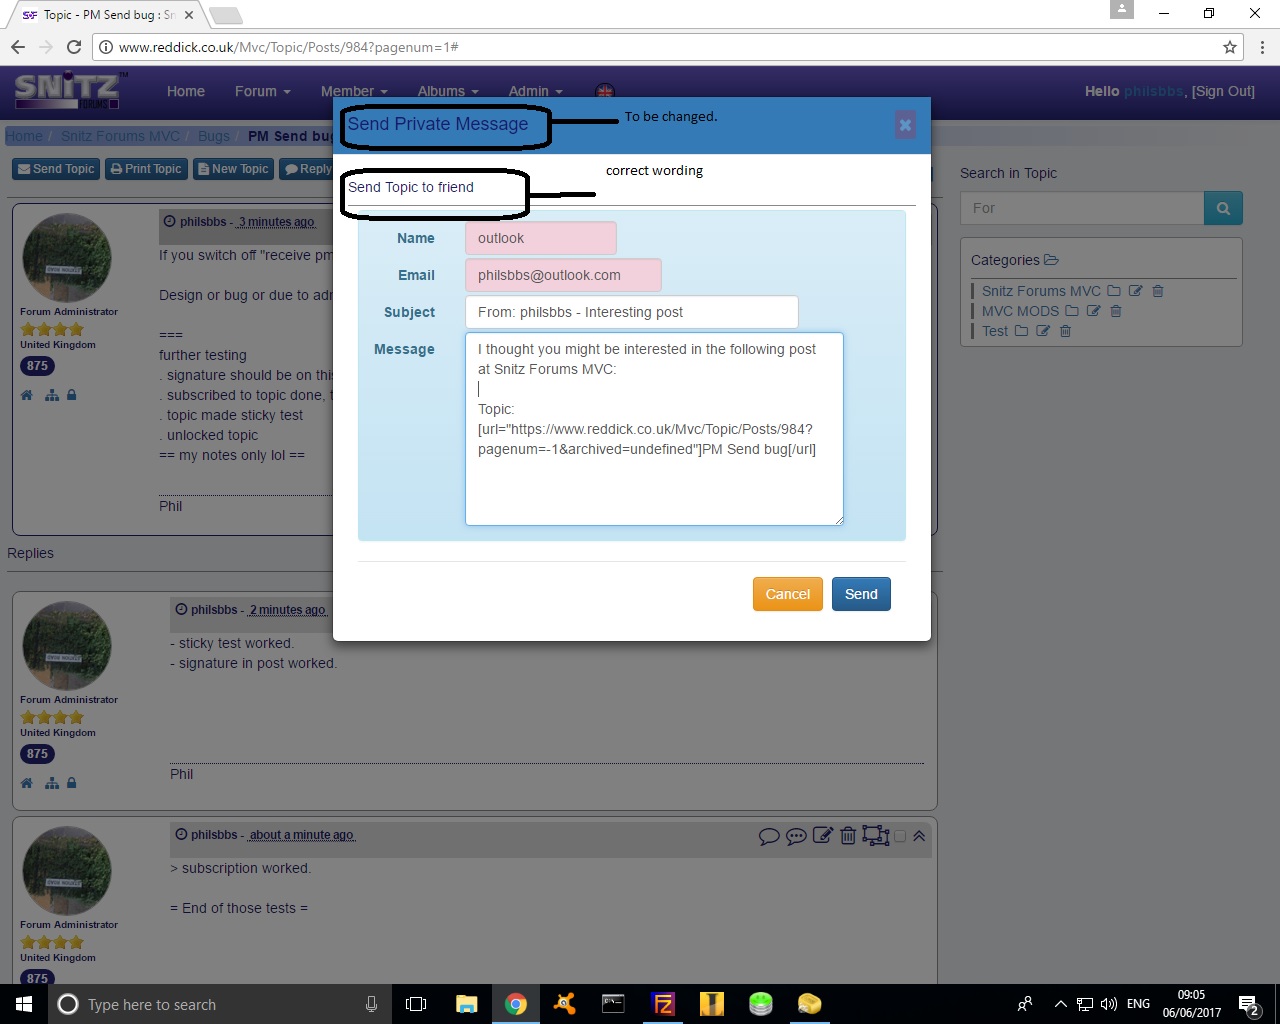 Topic - PM Send bug : Sn
www.reddick.co.uk/Mvc/Topic/Posts/984?pagenum=1#
SNiTZ™
FORUMS
Home Forum Member Albums Admin
Hello philsbbs, [Sign Out]
Home / Snitz Forums MVC / Bugs / PM Send bug
Send Topic Print Topic New Topic Reply
Send Private Message
To be changed.
Send Topic to friend
correct wording
Name outlook
Email philsbbs@outlook.com
Subject From: philsbbs - Interesting post
Message I thought you might be interested in the following post
at Snitz Forums MVC:
Topic:
[url="https://www.reddick.co.uk/Mvc/Topic/Posts/984?
pagenum=-1&archived=undefined"]PM Send bug[/url]
Cancel Send
Search in Topic
For
Categories
Snitz Forums MVC
MVC MODS
Test
philsbbs - 3 minutes ago
If you switch off "receive pm
Design or bug or due to adm
===
further testing
. signature should be on this
. subscribed to topic done, t
. topic made sticky test
. unlocked topic
== my notes only lol ==
Phil
Forum Administrator
United Kingdom
875
Replies
philsbbs - 2 minutes ago
- sticky test worked.
- signature in post worked.
Phil
Forum Administrator
United Kingdom
875
philsbbs - about a minute ago
> subscription worked.
= End of those tests =
Forum Administrator
United Kingdom
875
Type here to search
ENG
09:05
06/06/2017
2